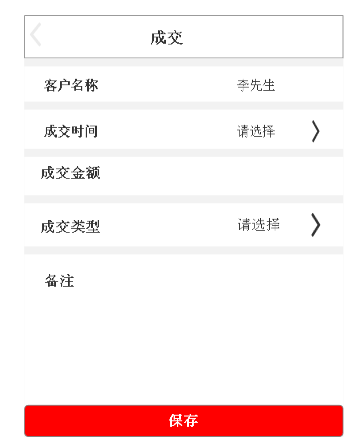 成交
客户名称 李先生
成交时间 请选择
成交金额
成交类型 请选择
备注
保存